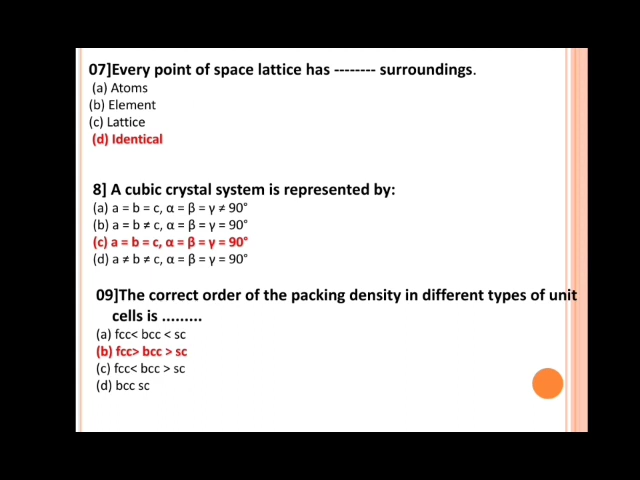 07]Every point of space lattice has -------- surroundings.
(a) Atoms
(b) Element
(c) Lattice
(d) Identical
8] A cubic crystal system is represented by:
(a) a = b = c, α = β = γ ≠ 90°
(b) a = b ≠ c, α = β = γ = 90°
(c) a = b = c, α = β = γ = 90°
(d) a ≠ b ≠ c, α = β = γ = 90°
09]The correct order of the packing density in different types of unit
cells is .........
(a) fcc< bcc < sc
(b) fcc> bcc > sc
(c) fcc< bcc > sc
(d) bcc sc